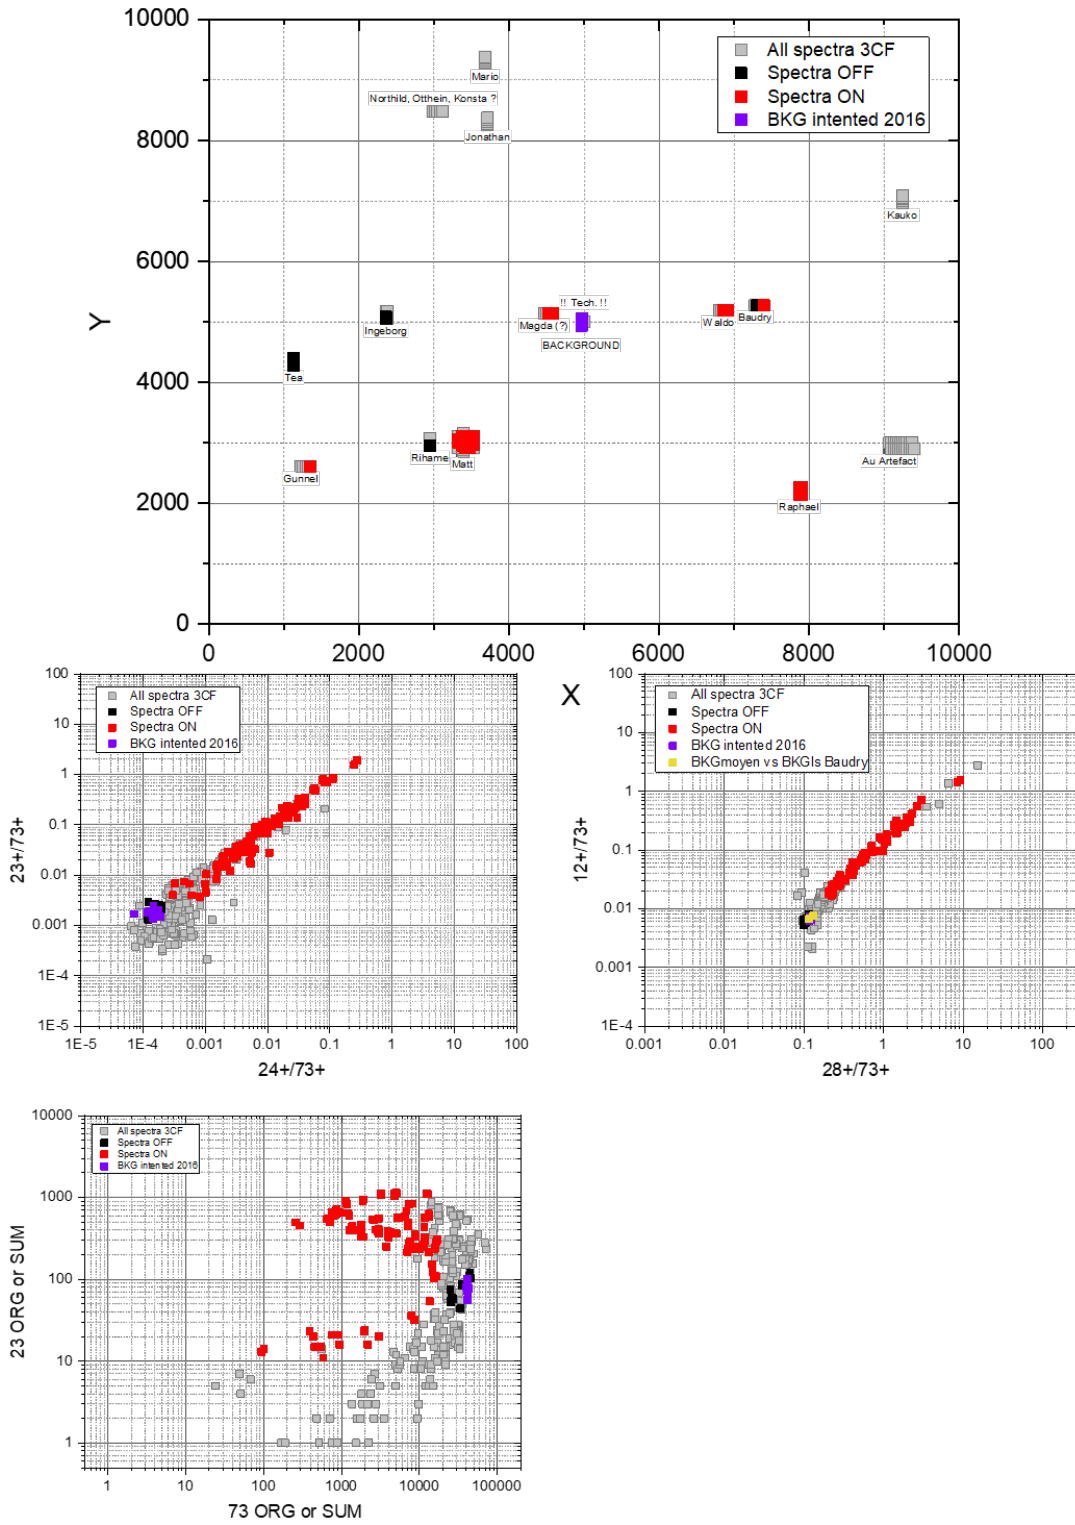 10000
8000
6000
4000
2000
0
Y
All spectra 3CF
Spectra OFF
Spectra ON
BKG intented 2016
Mario
Northild, Otthein, Konsta ?
Jonathan
Kauko
!! Tech. !!
Ingeborg
Magda (?)
BACKGROUND
Waldo
Baudry
Tea
Rihame
Matt
Au Artefact
Gunnel
Raphael
0 2000 4000 6000 8000 10000
X
100
10
1
0.1
0.01
0.001
1E-4
1E-5
23+/73+
All spectra 3CF
Spectra OFF
Spectra ON
BKG intented 2016
1E-5 1E-4 0.001 0.01 0.1 1 10 100
24+/73+
100
10
1
0.1
0.01
0.001
1E-4
12+/73+
All spectra 3CF
Spectra OFF
Spectra ON
BKG intented 2016
BKGmoyen vs BKGls Baudry
0.001 0.01 0.1 1 10 100
28+/73+
10000
1000
100
10
1
23 ORG or SUM
All spectra 3CF
Spectra OFF
Spectra ON
BKG intented 2016
1 10 100 1000 10000 100000
73 ORG or SUM